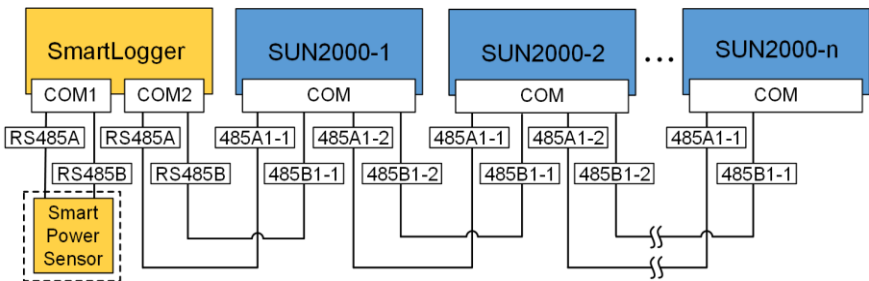 SmartLogger
SUN2000-1
SUN2000-2
...
SUN2000-n
COM1
COM2
COM
COM
COM
RS485A
RS485A
485A1-1
485A1-2
485A1-1
485A1-2
485A1-1
RS485B
RS485B
485B1-1
485B1-2
485B1-1
485B1-2
485B1-1
Smart
Power
Sensor